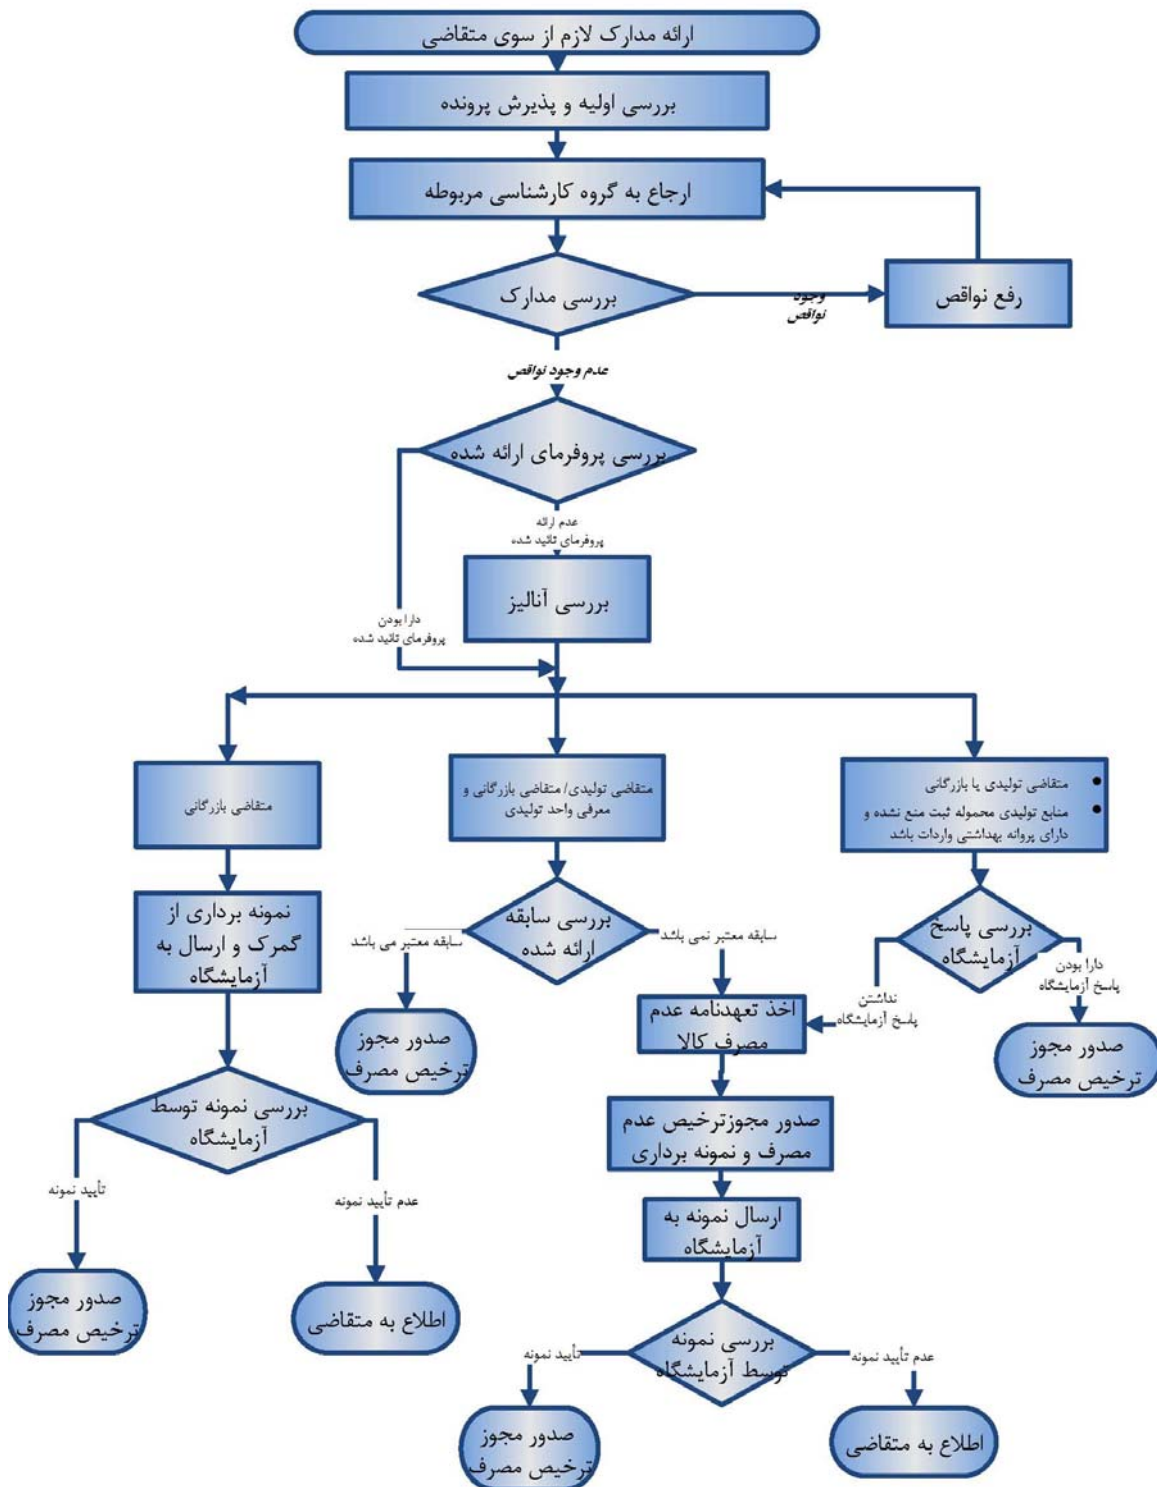 ارائه مدارک لازم از سوی متقاضی
بررسی اولیه و پذیرش پرونده
ارجاع به گروه کارشناسی مربوطه
بررسی مدارک
وجود
نواقص
رفع نواقص
عدم وجود نواقص
بررسی پروفرمای ارائه شده
عدم ارائه
پروفرمای تائید شده
بررسی آنالیز
دارا بودن
پروفرمای تائید شده
• متقاضی تولیدی یا بازرگانی
• منابع تولیدی محموله ثبت منع نشده و
دارای پروانه بهداشتی واردات باشد
متقاضی تولیدی/ متقاضی بازرگانی و
معرفی واحد تولیدی
متقاضی بازرگانی
بررسی پاسخ
آزمایشگاه
دارا بودن
پاسخ آزمایشگاه
نداشتن
پاسخ آزمایشگاه
صدور مجوز
ترخیص مصرف
بررسی سابقه
ارائه شده
سابقه معتبر نمی باشد
سابقه معتبر می باشد
صدور مجوز
ترخیص مصرف
اخذ تعهدنامه عدم
مصرف کالا
صدور مجوزترخیص عدم
مصرف و نمونه برداری
ارسال نمونه به
آزمایشگاه
بررسی نمونه
توسط آزمایشگاه
عدم تأیید نمونه
تأیید نمونه
اطلاع به متقاضی
صدور مجوز
ترخیص مصرف
نمونه برداری از
گمرک و ارسال به
آزمایشگاه
بررسی نمونه توسط
آزمایشگاه
عدم تأیید نمونه
تأیید نمونه
اطلاع به متقاضی
صدور مجوز
ترخیص مصرف